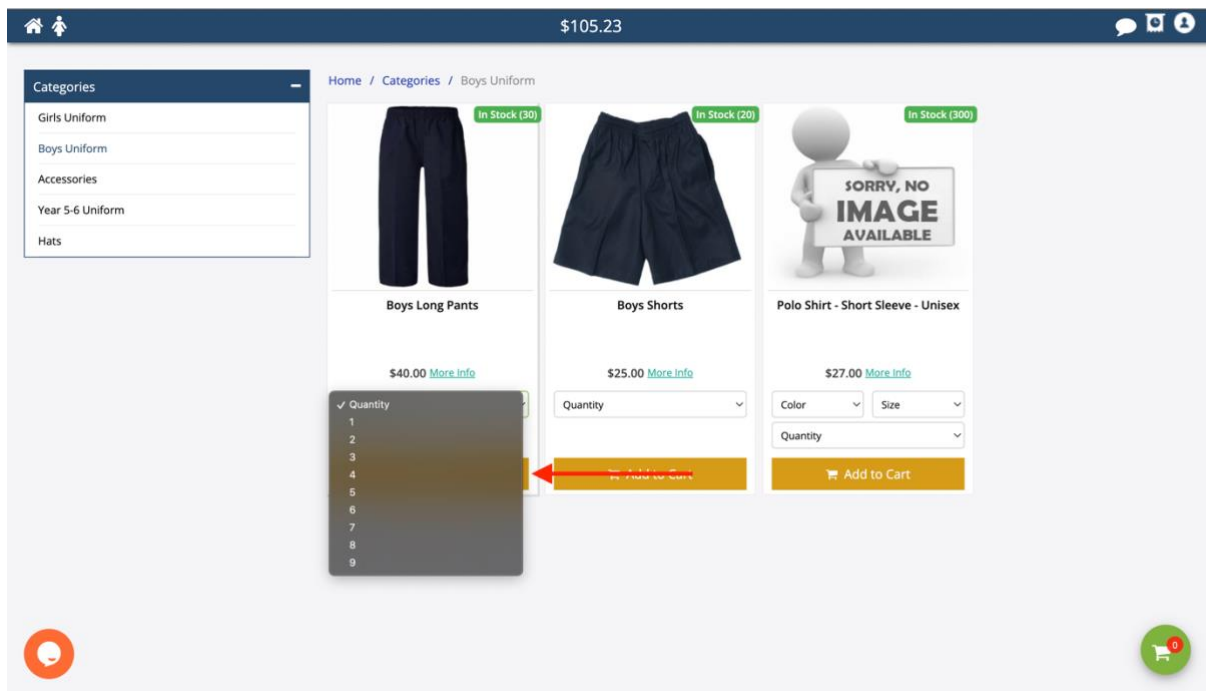 $105.23
Categories
Girls Uniform
Boys Uniform
Accessories
Year 5-6 Uniform
Hats
Home / Categories / Boys Uniform
In Stock (30)
Boys Long Pants
$40.00 More Info
✓ Quantity
1
2
3
4
5
6
7
8
9
In Stock (20)
Boys Shorts
$25.00 More Info
Quantity
Add to Cart
In Stock (300)
SORRY, NO
IMAGE
AVAILABLE
Polo Shirt - Short Sleeve - Unisex
$27.00 More Info
Color Size
Quantity
Add to Cart
0